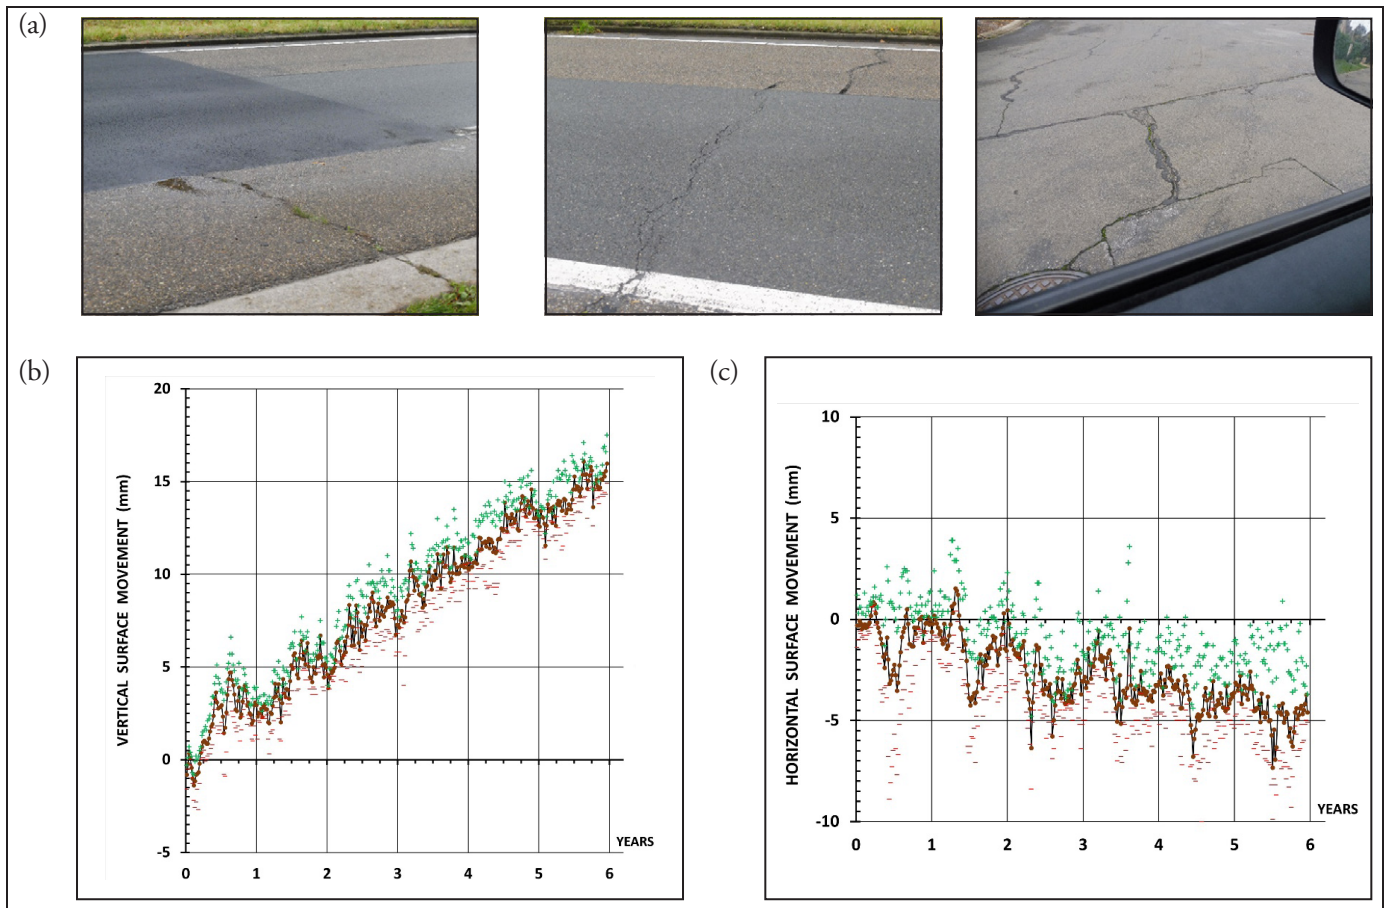 (a)
(b)
20
15
10
5
0
-5
VERTICAL SURFACE MOVEMENT (mm)
YEARS
0 1 2 3 4 5 6
(c)
10
5
0
-5
-10
HORIZONTAL SURFACE MOVEMENT (mm)
YEARS
0 1 2 3 4 5 6